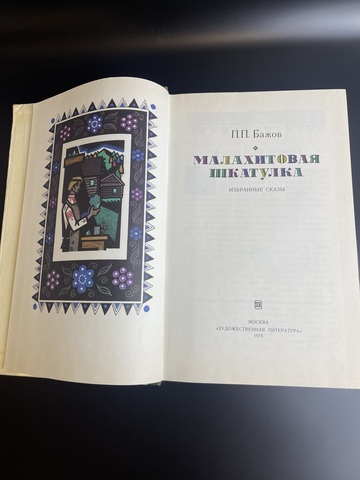 П.П. Бажов
МАЛАХИТОВАЯ
ШКАТУЛКА
ИЗБРАННЫЕ СКАЗЫ
МОСКВА
«ХУДОЖЕСТВЕННАЯ ЛИТЕРАТУРА»